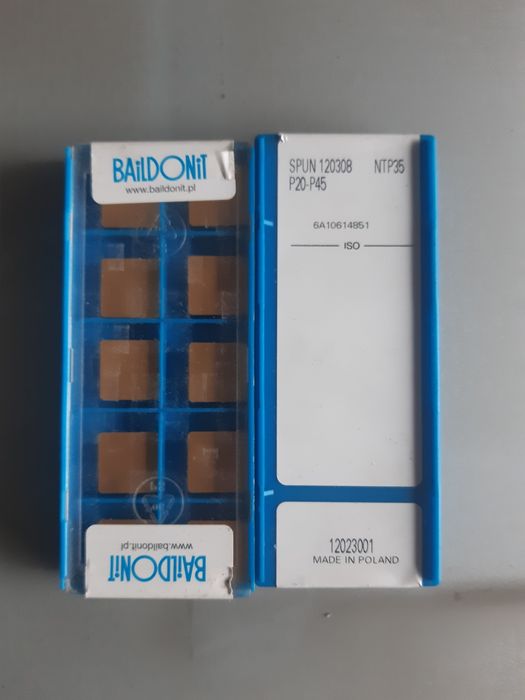 BAiLDONiT
www.baildonit.pl
www.baildonit.pl
BAiLDONiT
SPUN 120308 NTP35
P20-P45
6A10614851
ISO
12023001
MADE IN POLAND